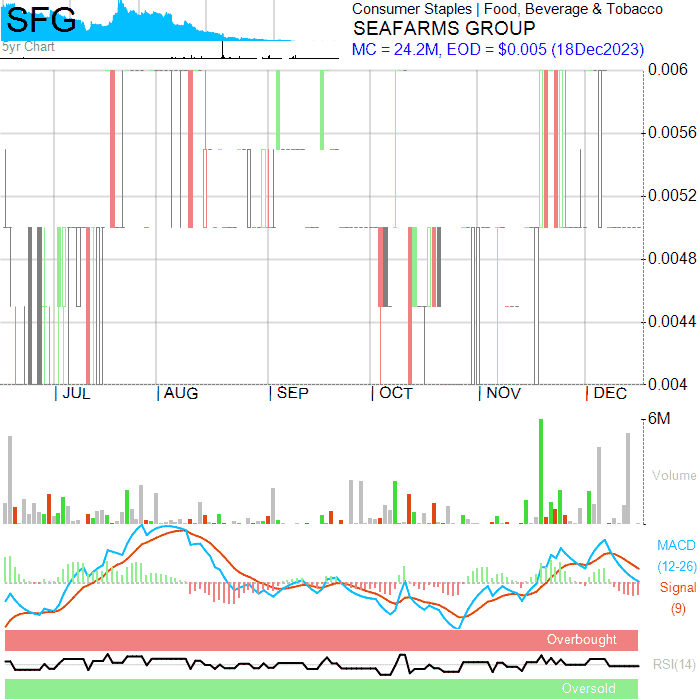 SFG
5yr Chart
Consumer Staples | Food, Beverage & Tobacco
SEAFARMS GROUP
MC = 24.2M, EOD = $0.005 (18Dec2023)
0.006
0.0056
0.0052
0.0048
0.0044
0.004
JUL AUG SEP OCT NOV DEC
6M
Volume
MACD
(12-26)
Signal
(9)
Overbought
RSI(14)
Oversold